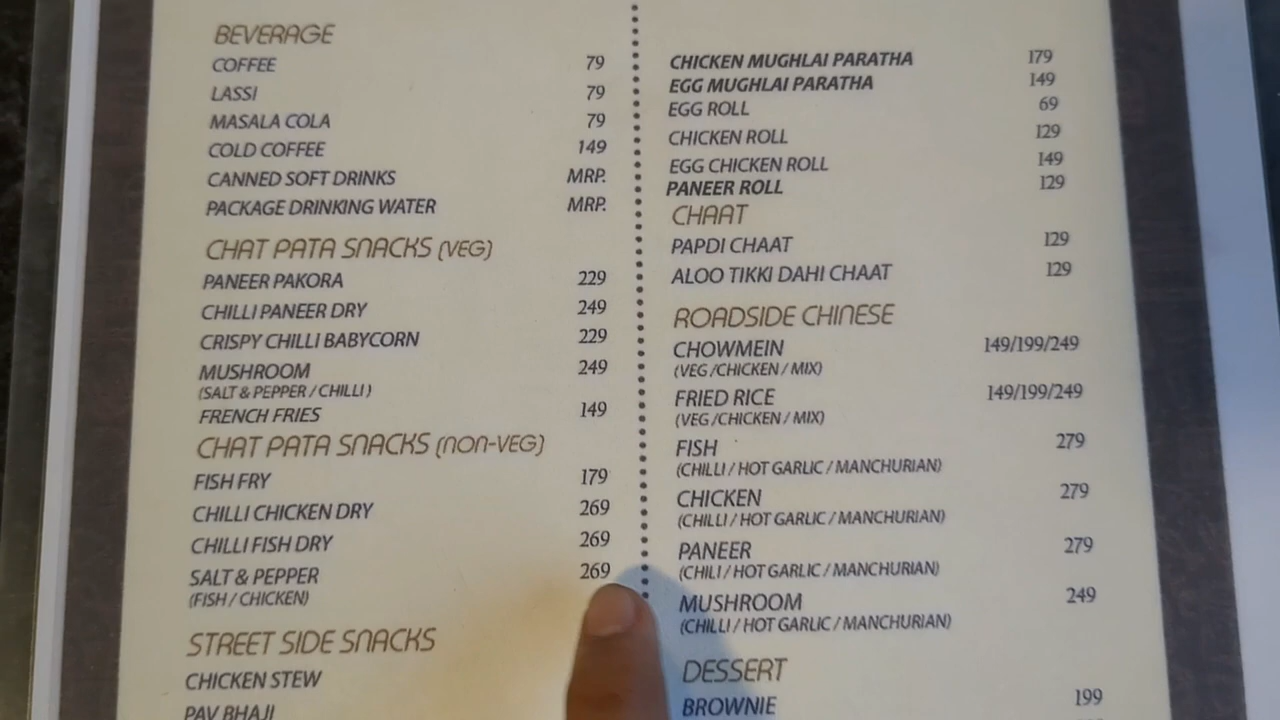 BEVERAGE
COFFEE 79
LASSI 79
MASALA COLA 79
COLD COFFEE 149
CANNED SOFT DRINKS MRP.
PACKAGE DRINKING WATER MRP.
CHAT PATA SNACKS (VEG)
PANEER PAKORA 229
CHILLI PANEER DRY 249
CRISPY CHILLI BABYCORN 229
MUSHROOM 249
(SALT & PEPPER / CHILLI )
FRENCH FRIES 149
CHAT PATA SNACKS (NON-VEG)
FISH FRY 179
CHILLI CHICKEN DRY 269
CHILLI FISH DRY 269
SALT & PEPPER 269
(FISH / CHICKEN)
STREET SIDE SNACKS
CHICKEN STEW
PAV BHAJI
CHICKEN MUGHLAI PARATHA 179
EGG MUGHLAI PARATHA 149
EGG ROLL 69
CHICKEN ROLL 129
EGG CHICKEN ROLL 149
PANEER ROLL 129
CHAAT
PAPDI CHAAT 129
ALOO TIKKI DAHI CHAAT 129
ROADSIDE CHINESE
CHOWMEIN 149/199/249
(VEG /CHICKEN / MIX)
FRIED RICE 149/199/249
(VEG /CHICKEN / MIX)
FISH 279
(CHILLI / HOT GARLIC / MANCHURIAN)
CHICKEN 279
(CHILLI / HOT GARLIC / MANCHURIAN)
PANEER 279
(CHILI / HOT GARLIC / MANCHURIAN)
MUSHROOM 249
(CHILLI / HOT GARLIC / MANCHURIAN)
DESSERT
BROWNIE 199